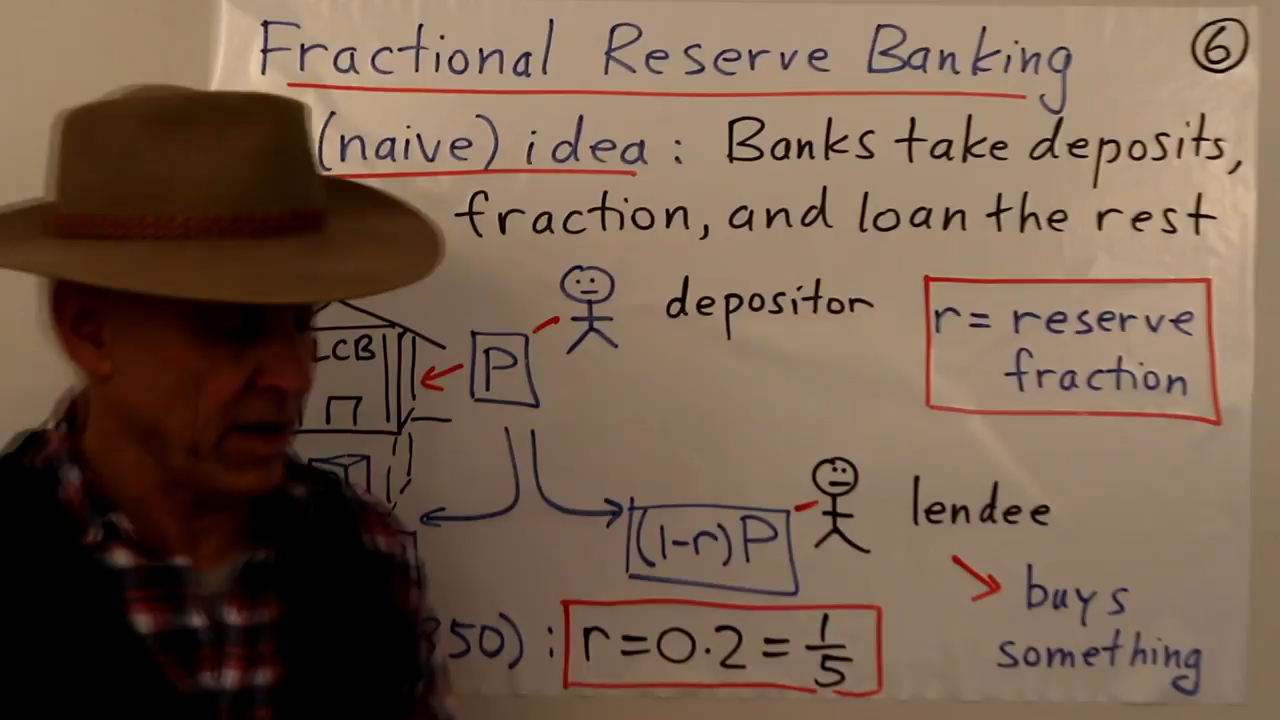 Fractional Reserve Banking
6
(naive) idea : Banks take deposits,
fraction, and loan the rest
depositor
r = reserve
fraction
LCB
P
lendee
(1-r)P
buys
something
350) : r = 0.2 = 1/5